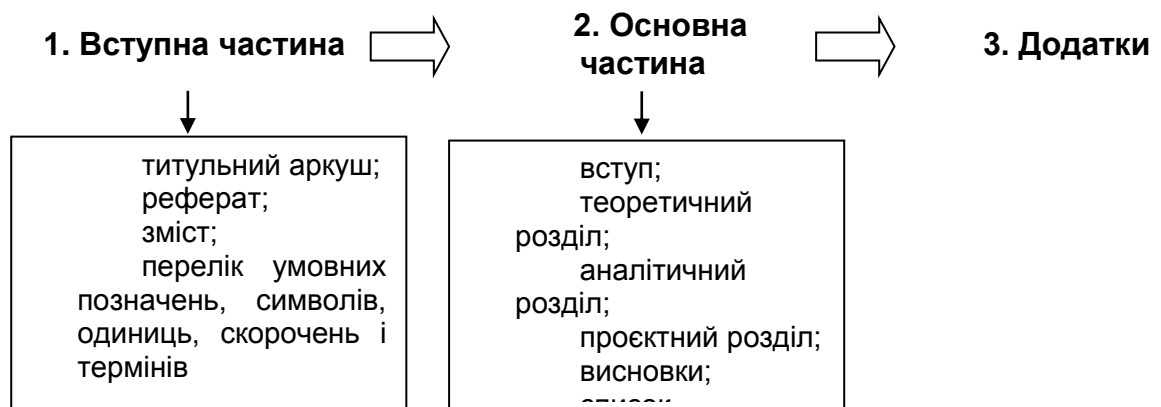 1. Вступна частина
2. Основна
частина
3. Додатки
титульний аркуш;
реферат;
зміст;
перелік умовних
позначень, символів,
одиниць, скорочень і
термінів
вступ;
теоретичний
розділ;
аналітичний
розділ;
проєктний розділ;
висновки;